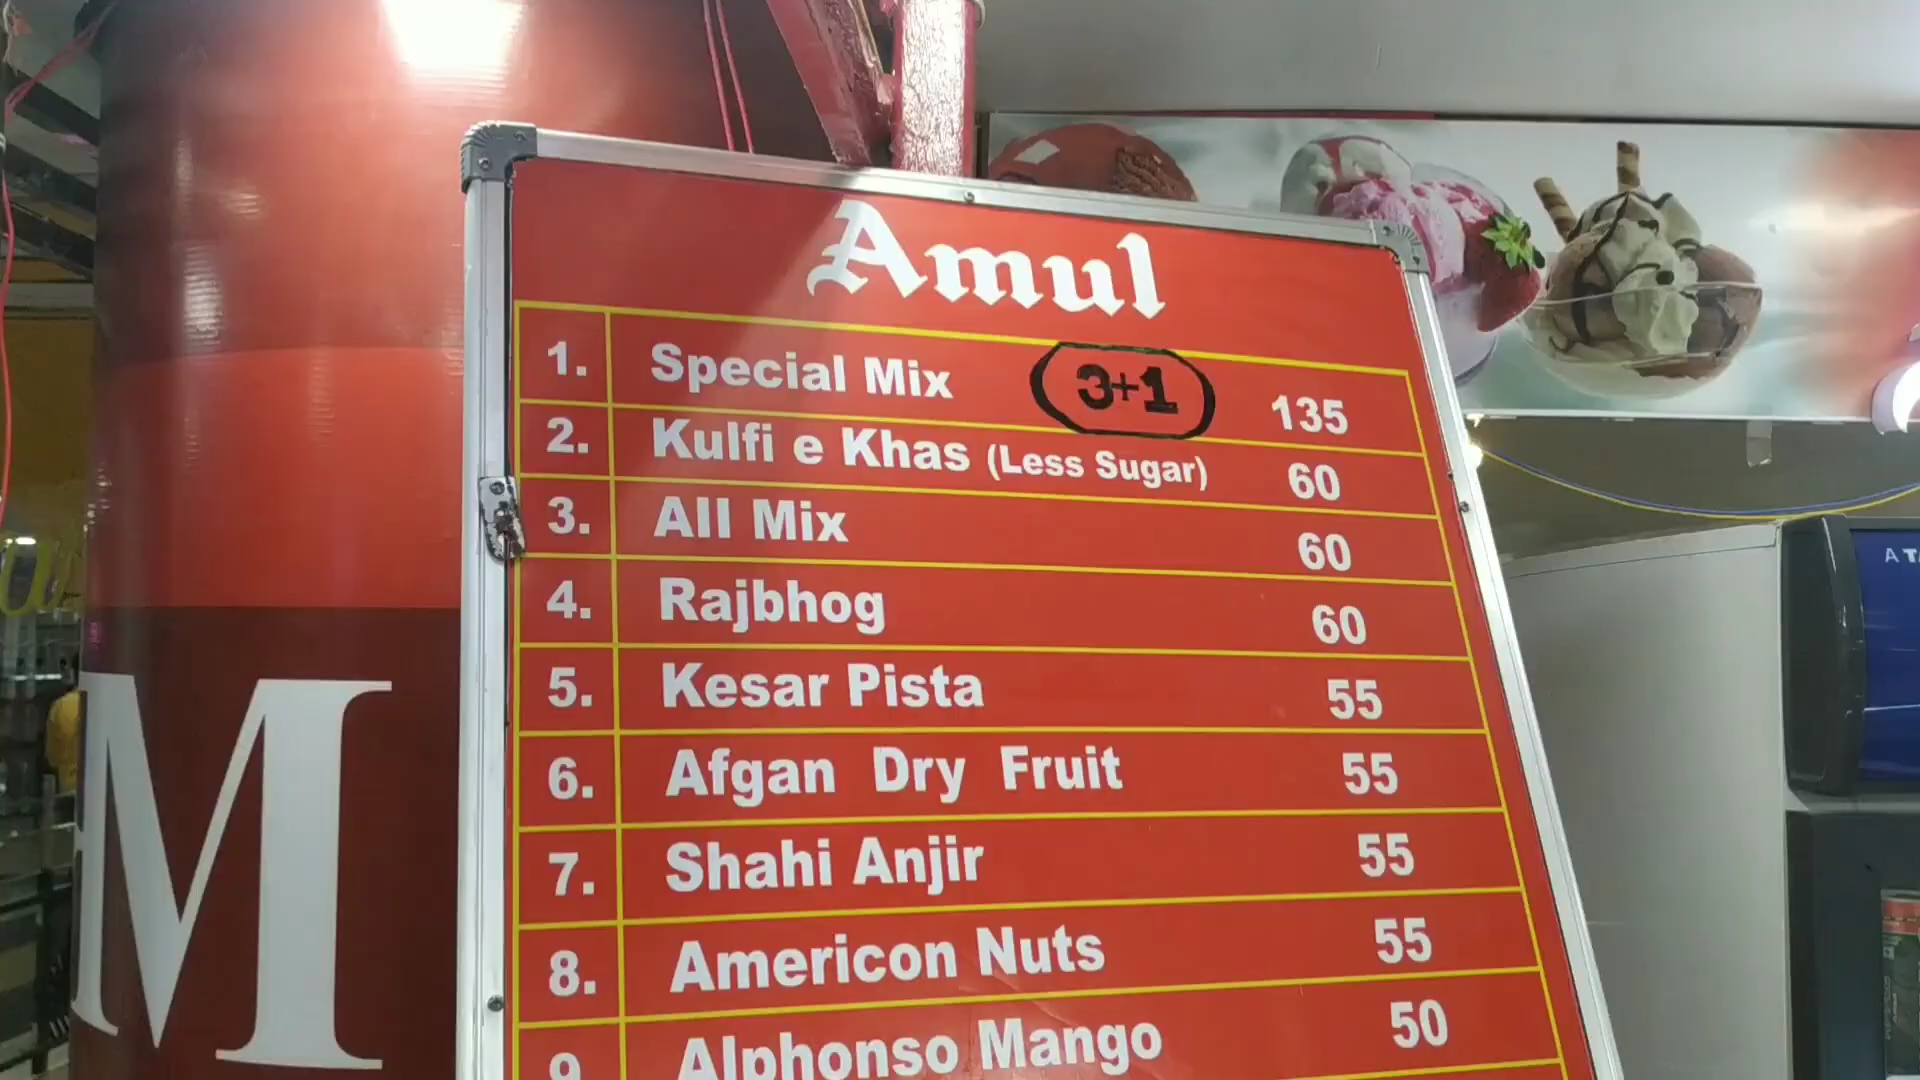 Amul
1. Special Mix 3+1 135
2. Kulfi e Khas (Less Sugar) 60
3. All Mix 60
4. Rajbhog 60
5. Kesar Pista 55
6. Afgan Dry Fruit 55
7. Shahi Anjir 55
8. Americon Nuts 55
9 Alphonso Mango 50
M